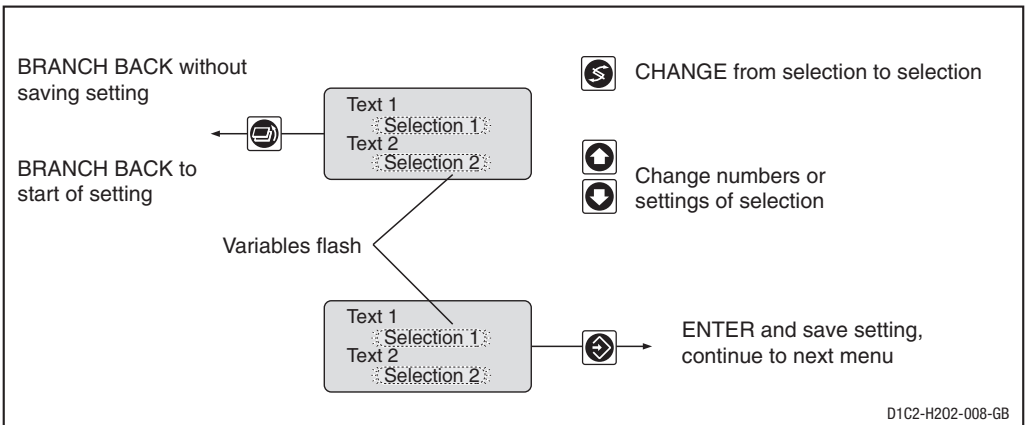 BRANCH BACK without
saving setting
BRANCH BACK to
start of setting
Text 1
Selection 1
Text 2
Selection 2
CHANGE from selection to selection
Change numbers or
settings of selection
Variables flash
Text 1
Selection 1
Text 2
Selection 2
ENTER and save setting,
continue to next menu
D1C2-H202-008-GB